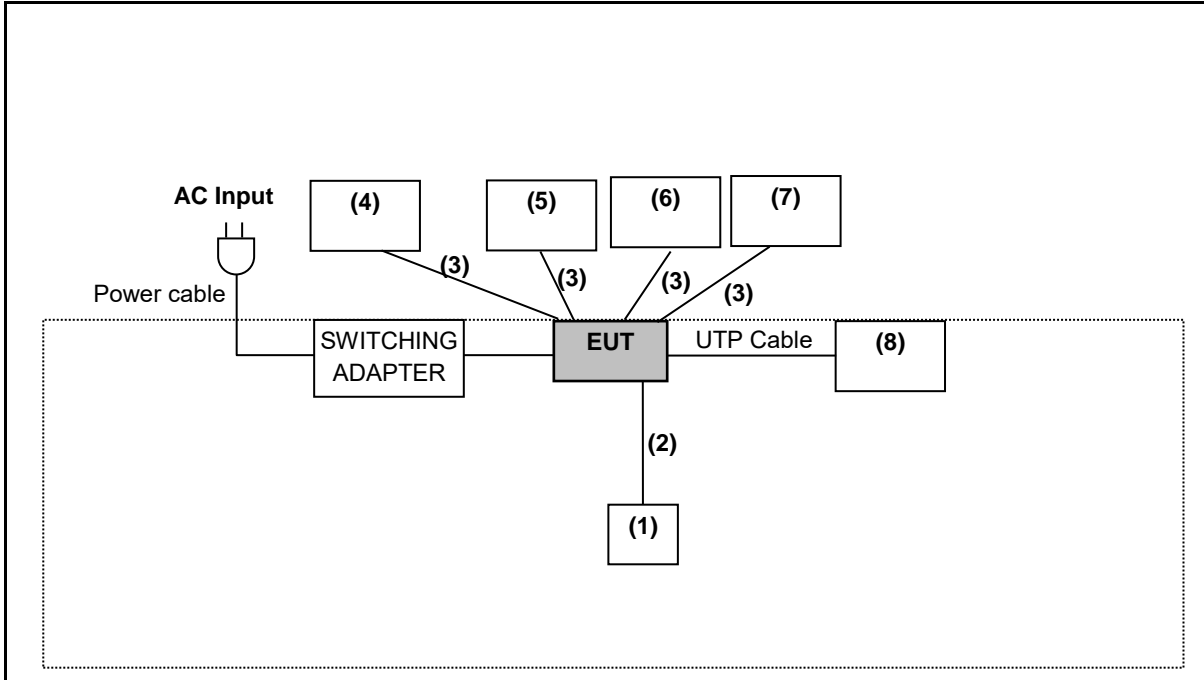 AC Input
(4)
(5)
(6)
(7)
(3)
(3)
(3)
(3)
Power cable
SWITCHING
ADAPTER
EUT
UTP Cable
(8)
(2)
(1)